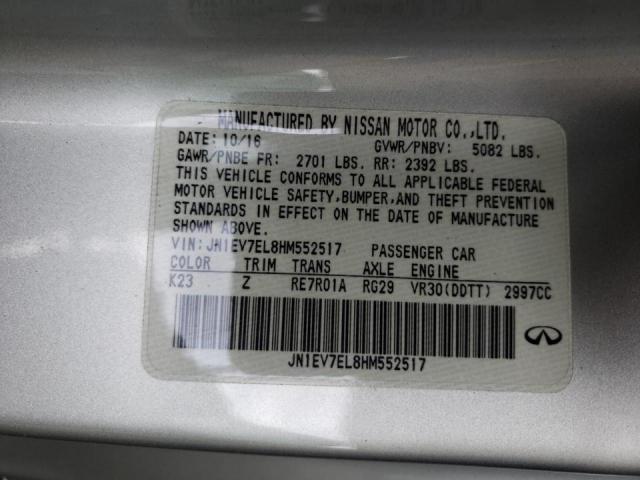 MANUFACTURED BY NISSAN MOTOR CO.,LTD.
DATE: 10/16 GVWR/PNBV: 5082 LBS.
GAWR/PNBE FR: 2701 LBS. RR: 2392 LBS.
THIS VEHICLE CONFORMS TO ALL APPLICABLE FEDERAL
MOTOR VEHICLE SAFETY,BUMPER,AND THEFT PREVENTION
STANDARDS IN EFFECT ON THE DATE OF MANUFACTURE
SHOWN ABOVE.
VIN: JN1EV7EL8HM552517 PASSENGER CAR
COLOR TRIM TRANS AXLE ENGINE
K23 Z RE7R01A RG29 VR30(DDTT) 2997CC
JN1EV7EL8HM552517